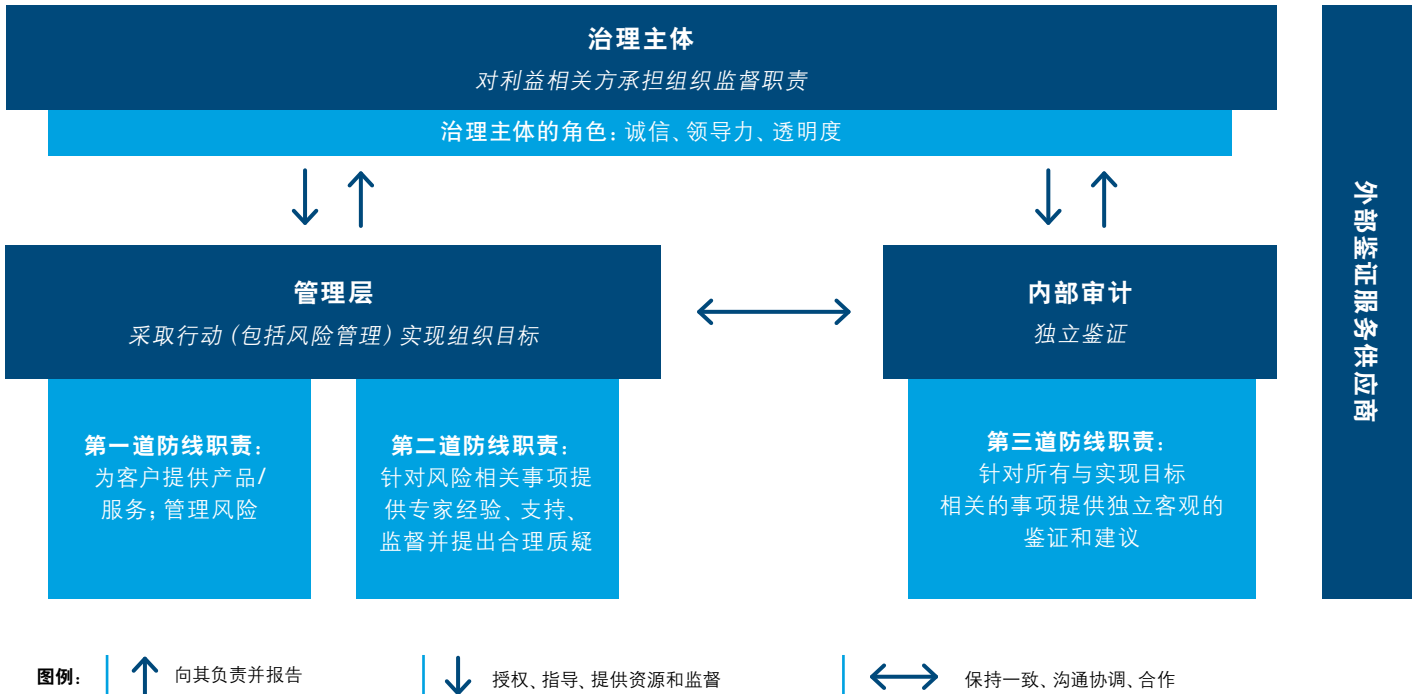 治理主体
对利益相关方承担组织监督职责
治理主体的角色：诚信、领导力、透明度
管理层
采取行动（包括风险管理）实现组织目标
第一道防线职责：
为客户提供产品/
服务；管理风险
第二道防线职责：
针对风险相关事项提
供专家经验、支持、
监督并提出合理质疑
内部审计
独立鉴证
第三道防线职责：
针对所有与实现目标
相关的事项提供独立客观的
鉴证和建议
外部鉴证服务供应商
图例：
向其负责并报告
授权、指导、提供资源和监督
保持一致、沟通协调、合作